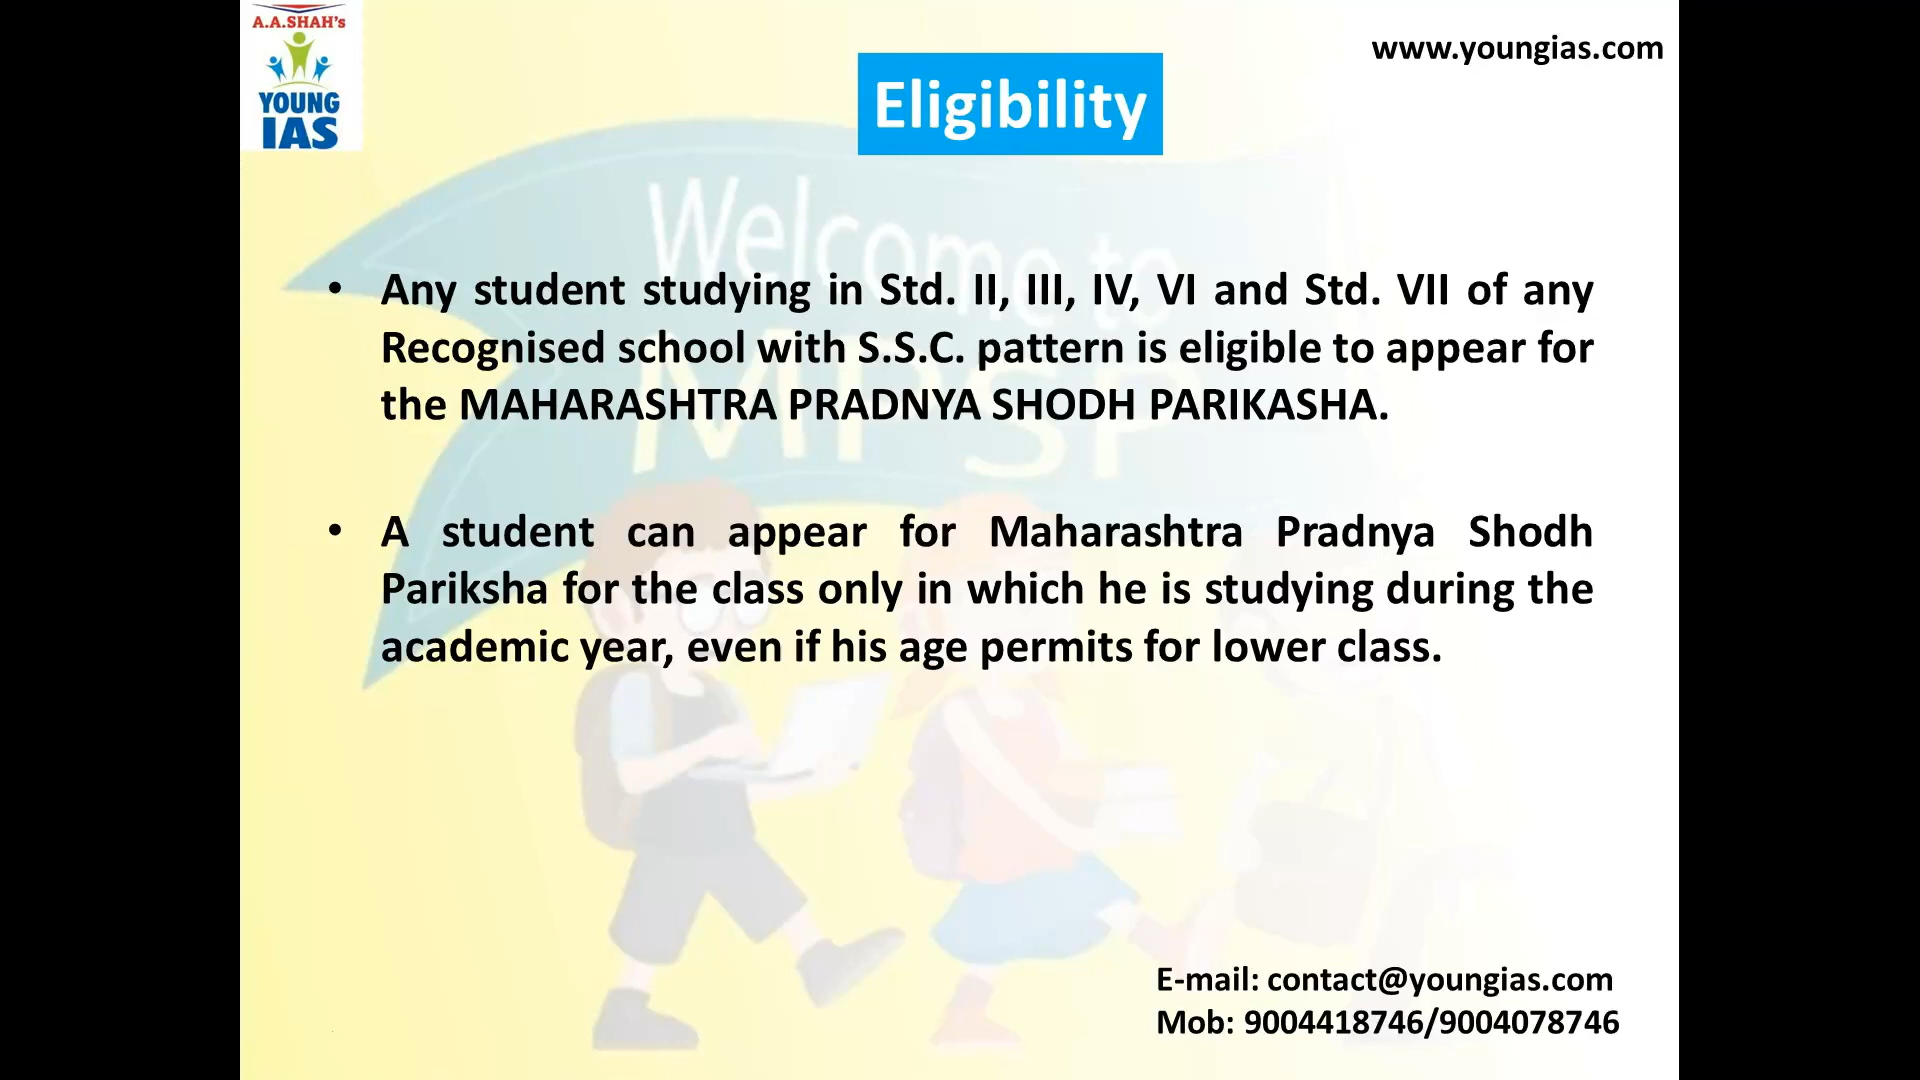 A.A.SHAH's
YOUNG
IAS
www.youngias.com
Eligibility
Welcome to
MPSP
• Any student studying in Std. II, III, IV, VI and Std. VII of any
Recognised school with S.S.C. pattern is eligible to appear for
the MAHARASHTRA PRADNYA SHODH PARIKASHA.
• A student can appear for Maharashtra Pradnya Shodh
Pariksha for the class only in which he is studying during the
academic year, even if his age permits for lower class.
E-mail: contact@youngias.com
Mob: 9004418746/9004078746